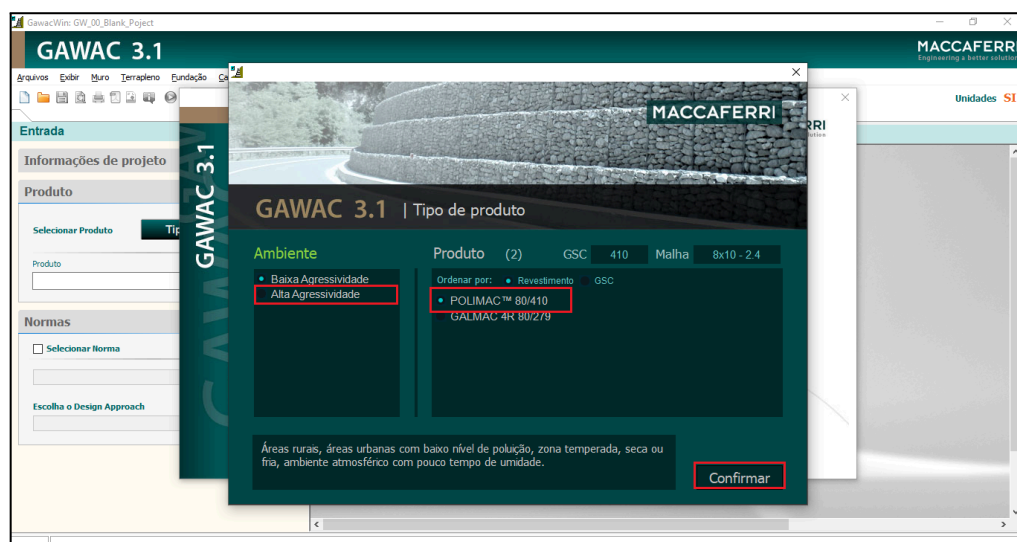 GawacWin: GW_00_Blank_Poject
GAWAC 3.1
MACCAFERRI
Engineering a better solution
Arquivos Exibir Muro Terrapleno Fundação
Unidades SI
Entrada
Informações de projeto
Produto
Selecionar Produto
Produto
Normas
Selecionar Norma
Escolha o Design Approach
GAWAC 3.1
MACCAFERRI
GAWAC 3.1 | Tipo de produto
Ambiente
Baixa Agressividade
Alta Agressividade
Produto (2) GSC 410 Malha 8x10 - 2.4
Ordenar por: Revestimento GSC
POLIMAC™ 80/410
GALMAC 4R 80/279
Áreas rurais, áreas urbanas com baixo nível de poluição, zona temperada, seca ou
fria, ambiente atmosférico com pouco tempo de umidade.
Confirmar